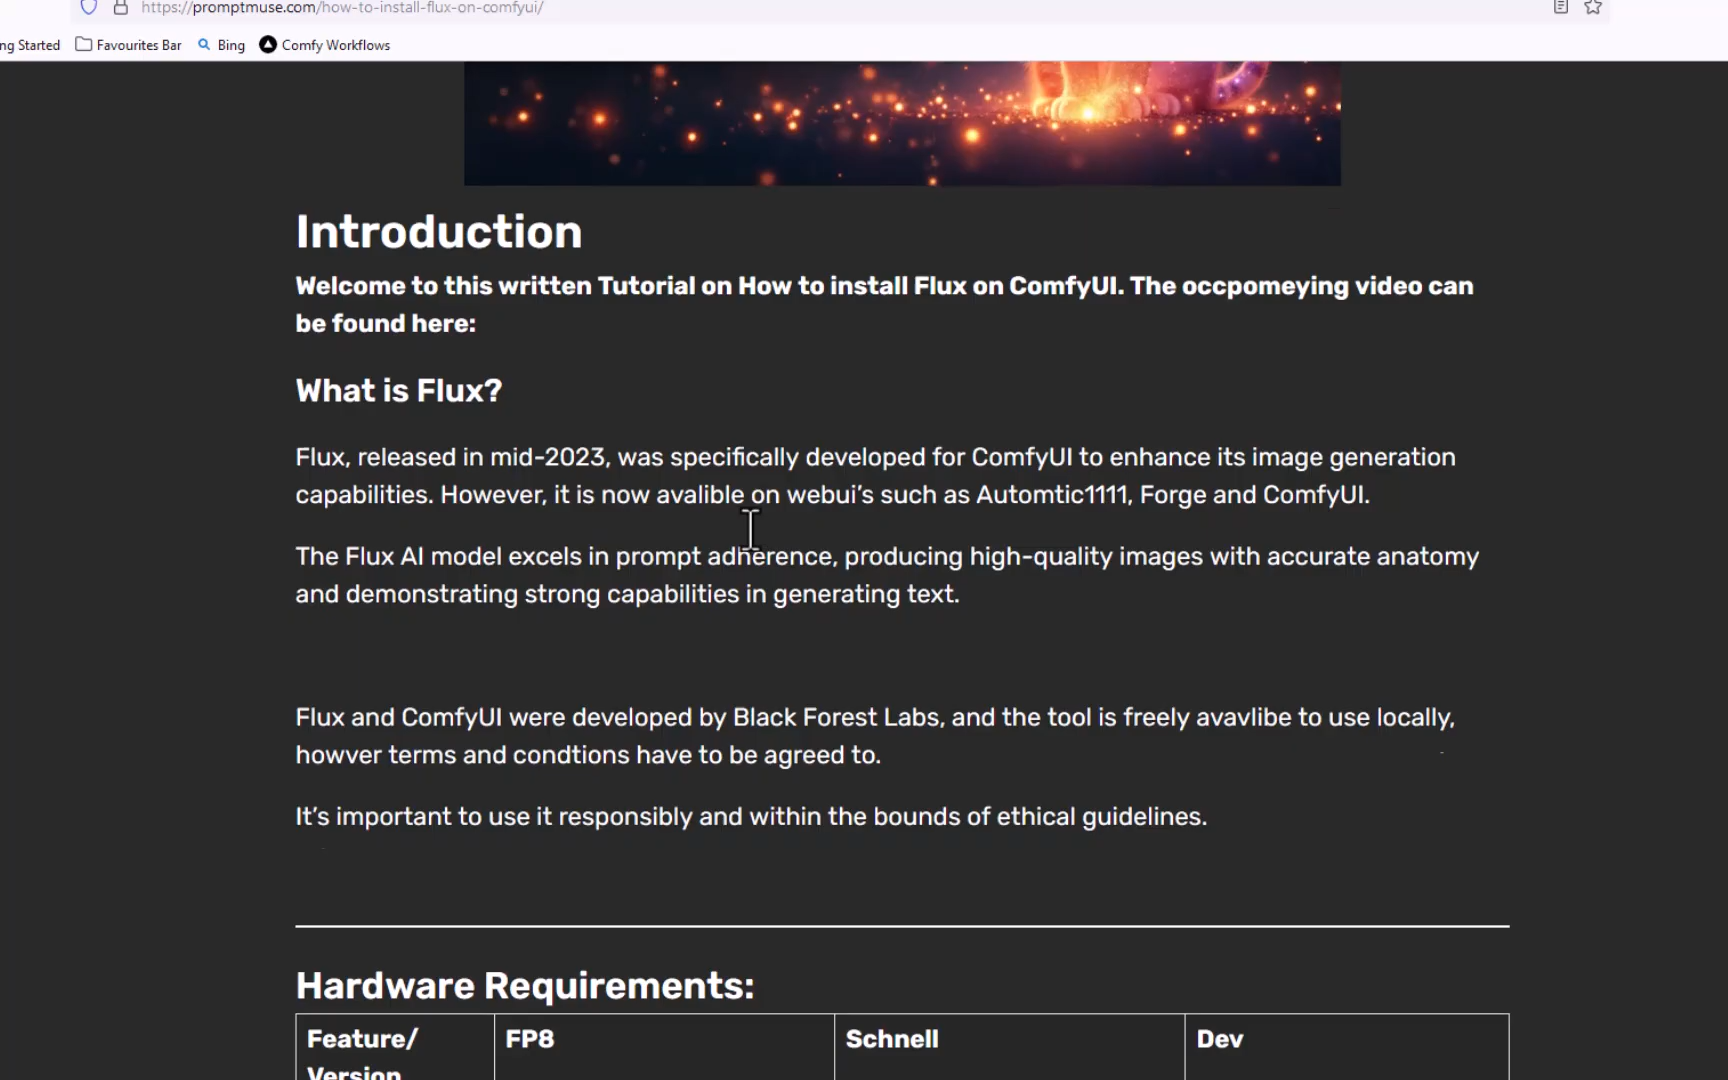 https://promptmuse.com/how-to-install-flux-on-comfyui/
ng Started Favourites Bar Bing Comfy Workflows
Introduction
Welcome to this written Tutorial on How to install Flux on ComfyUI. The occpomeying video can
be found here:
What is Flux?
Flux, released in mid-2023, was specifically developed for ComfyUI to enhance its image generation
capabilities. However, it is now avalible on webui's such as Automtic1111, Forge and ComfyUI.
The Flux AI model excels in prompt adherence, producing high-quality images with accurate anatomy
and demonstrating strong capabilities in generating text.
Flux and ComfyUI were developed by Black Forest Labs, and the tool is freely avavlibe to use locally,
howver terms and condtions have to be agreed to.
It's important to use it responsibly and within the bounds of ethical guidelines.
Hardware Requirements:
Feature/ FP8 Schnell Dev
Version